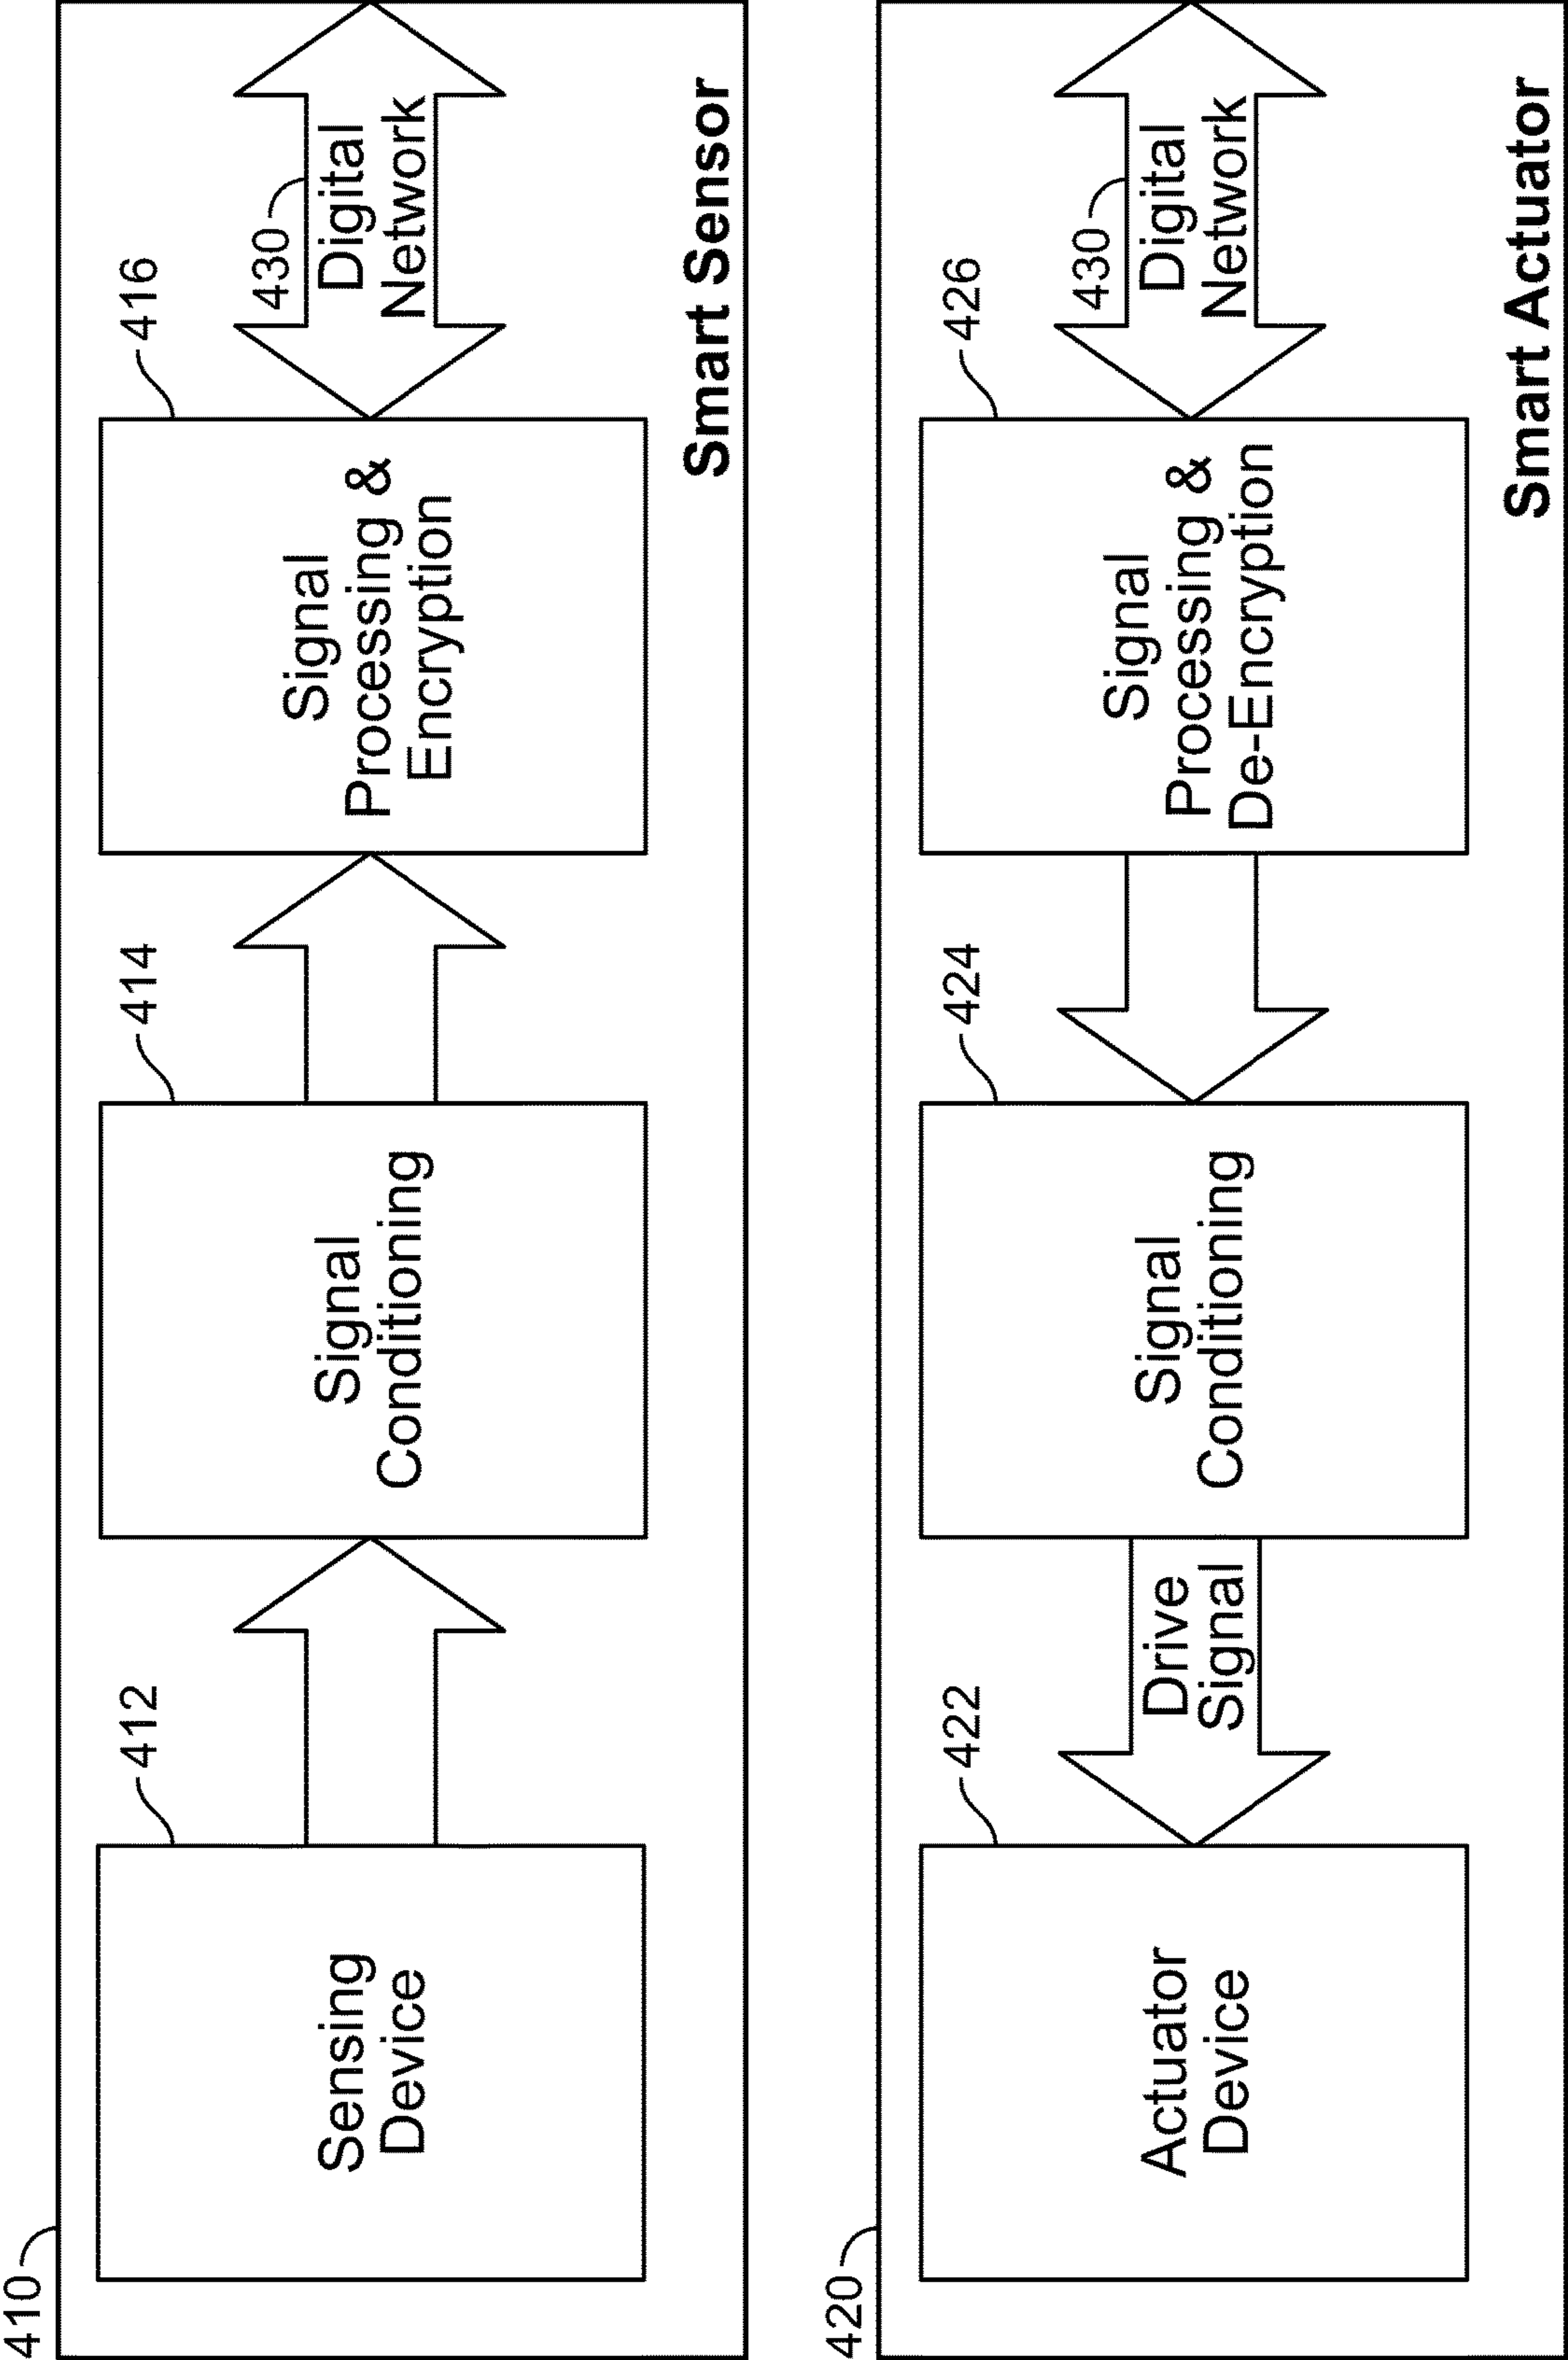 410
412
414
416
Sensing
Device
Signal
Conditioning
Signal
Processing &
Encryption
430
Digital
Network
Smart Sensor
420
422
424
426
Actuator
Device
Drive
Signal
Signal
Conditioning
Signal
Processing &
De-Encryption
430
Digital
Network
Smart Actuator